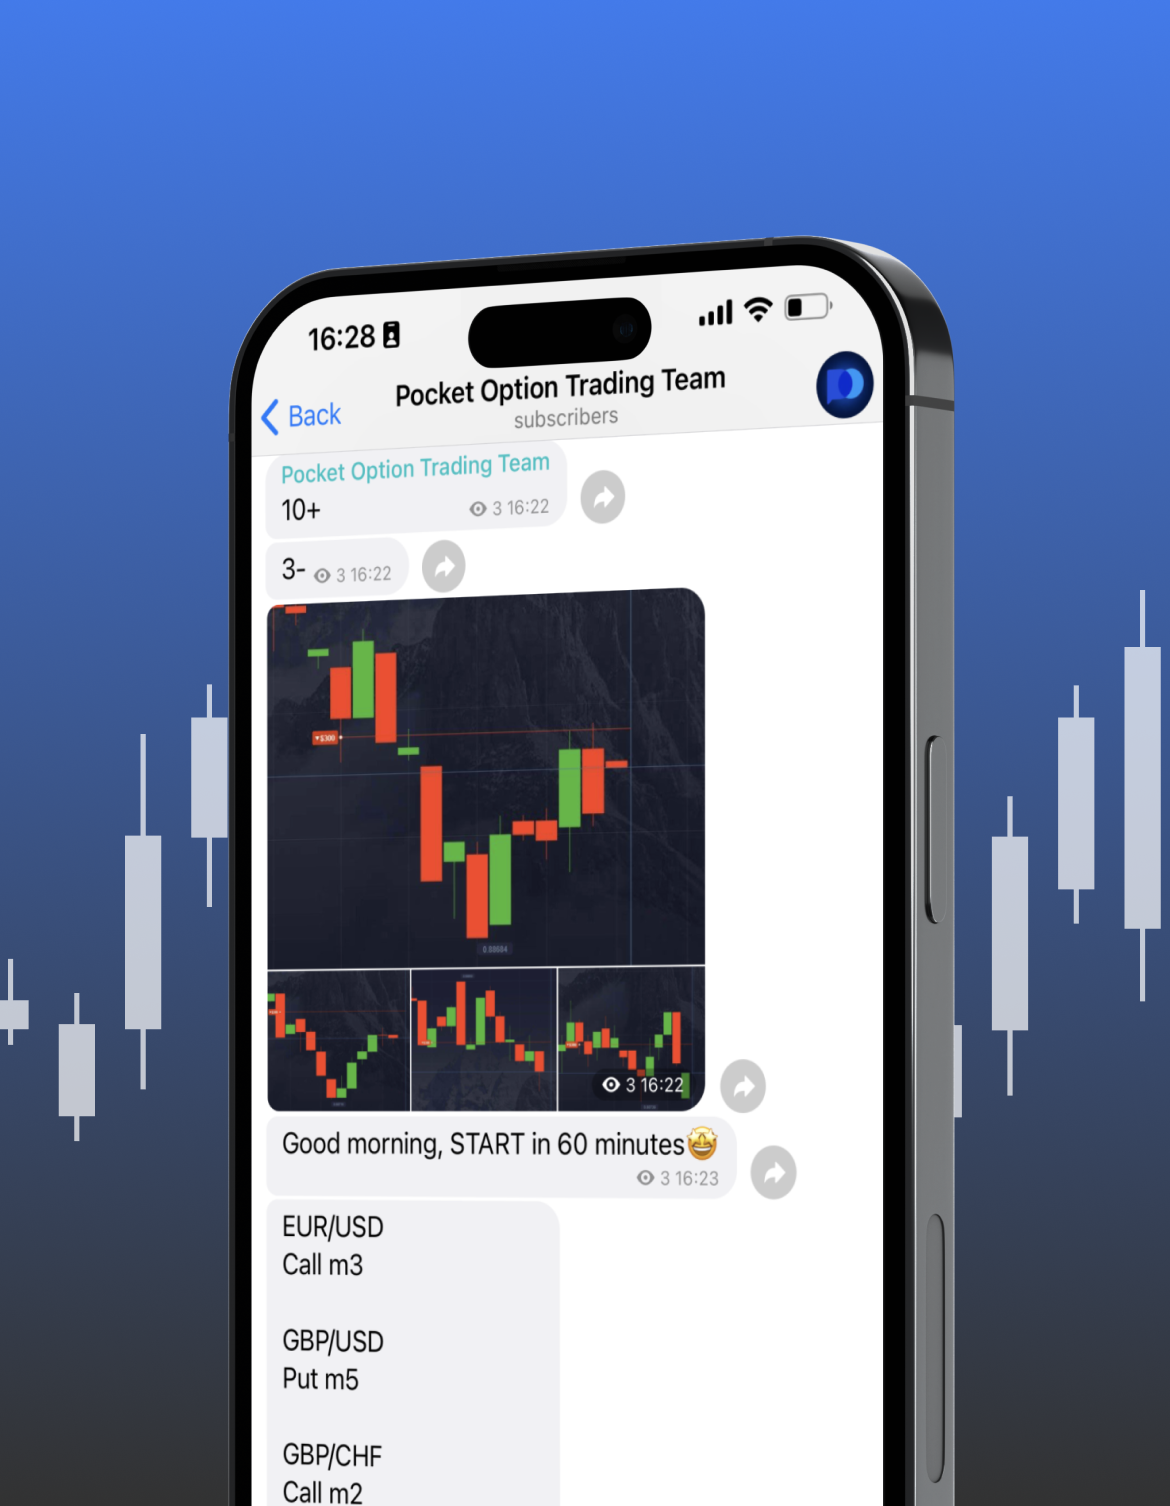 16:28
Back
Pocket Option Trading Team
subscribers
Pocket Option Trading Team
10+
3 16:22
3-
3 16:22
▾$300
0.88664
3 16:22
Good morning, START in 60 minutes🤩
3 16:23
EUR/USD
Call m3
GBP/USD
Put m5
GBP/CHF
Call m2